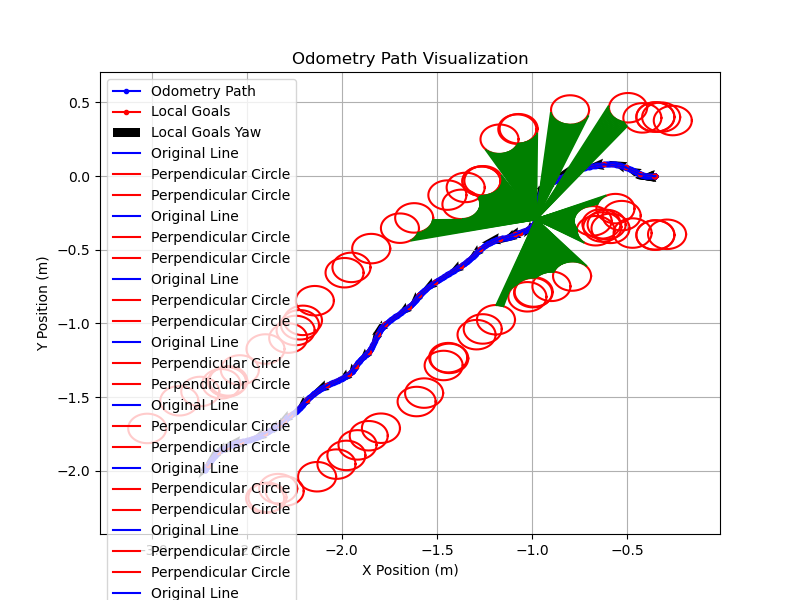 Odometry Path Visualization
Y Position (m)
0.5
0.0
−0.5
−1.0
−1.5
−2.0
Odometry Path
Local Goals
Local Goals Yaw
Original Line
Perpendicular Circle
Perpendicular Circle
Original Line
Perpendicular Circle
Perpendicular Circle
Original Line
Perpendicular Circle
Perpendicular Circle
Original Line
Perpendicular Circle
Perpendicular Circle
Original Line
Perpendicular Circle
Perpendicular Circle
Original Line
Perpendicular Circle
Perpendicular Circle
Original Line
Perpendicular Circle
Perpendicular Circle
Original Line
−2.0
−1.5
−1.0
−0.5
X Position (m)